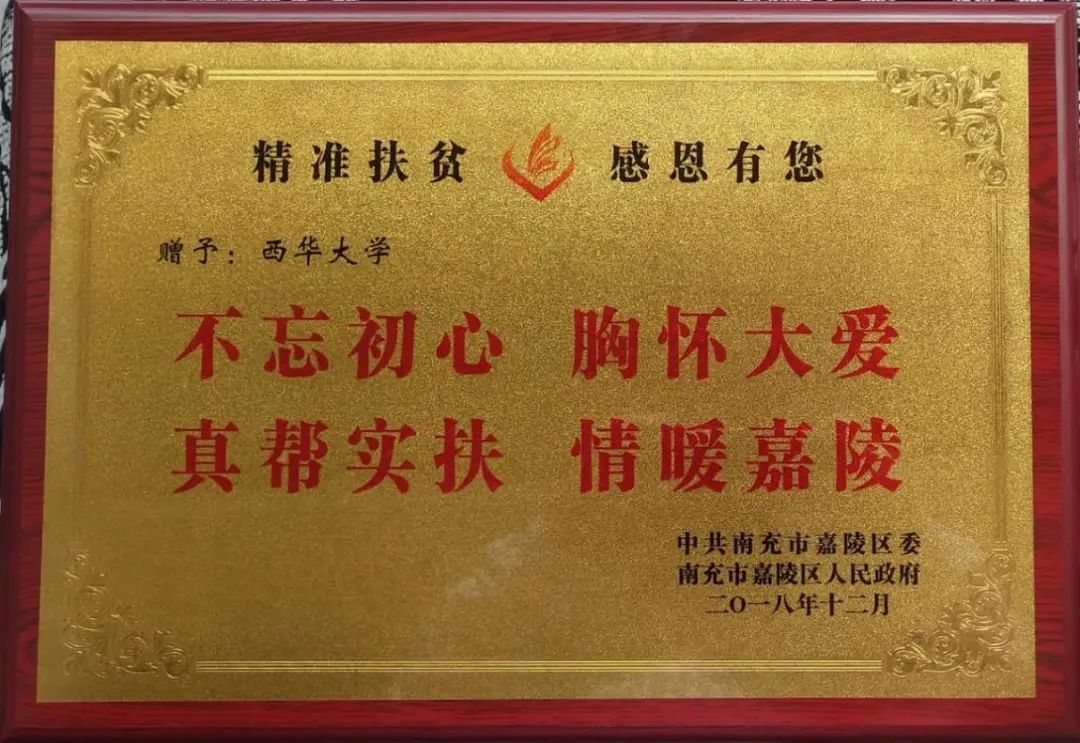 精准扶贫 感恩有您
赠予：西华大学
不忘初心 胸怀大爱
真帮实扶 情暖嘉陵
中共南充市嘉陵区委
南充市嘉陵区人民政府
二〇一八年十二月